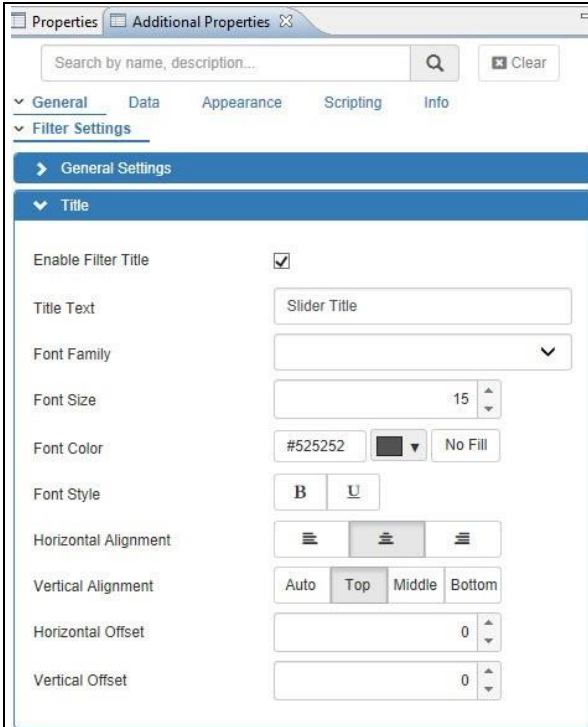 Properties Additional Properties
Search by name, description... Clear
General Data Appearance Scripting Info
Filter Settings
General Settings
Title
Enable Filter Title
Title Text Slider Title
Font Family
Font Size 15
Font Color #525252 No Fill
Font Style B U
Horizontal Alignment
Vertical Alignment Auto Top Middle Bottom
Horizontal Offset 0
Vertical Offset 0